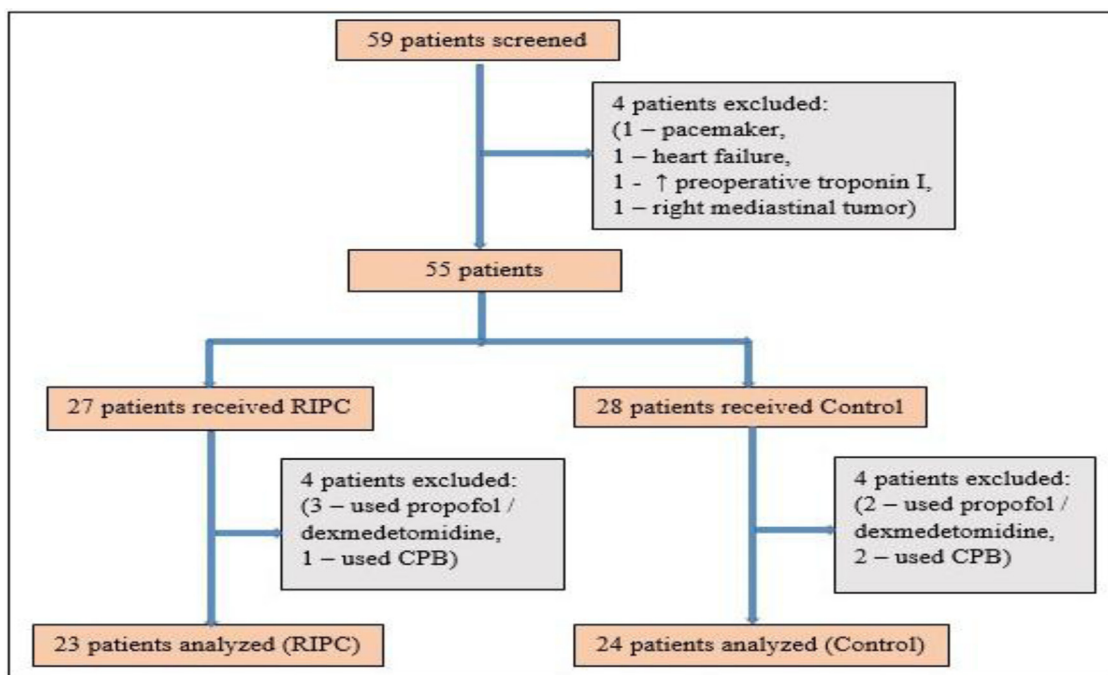 59 patients screened
4 patients excluded:
(1 – pacemaker,
1 – heart failure,
1 - ↑ preoperative troponin I,
1 – right mediastinal tumor)
55 patients
27 patients received RIPC
28 patients received Control
4 patients excluded:
(3 – used propofol /
dexmedetomidine,
1 – used CPB)
4 patients excluded:
(2 – used propofol /
dexmedetomidine,
2 – used CPB)
23 patients analyzed (RIPC)
24 patients analyzed (Control)